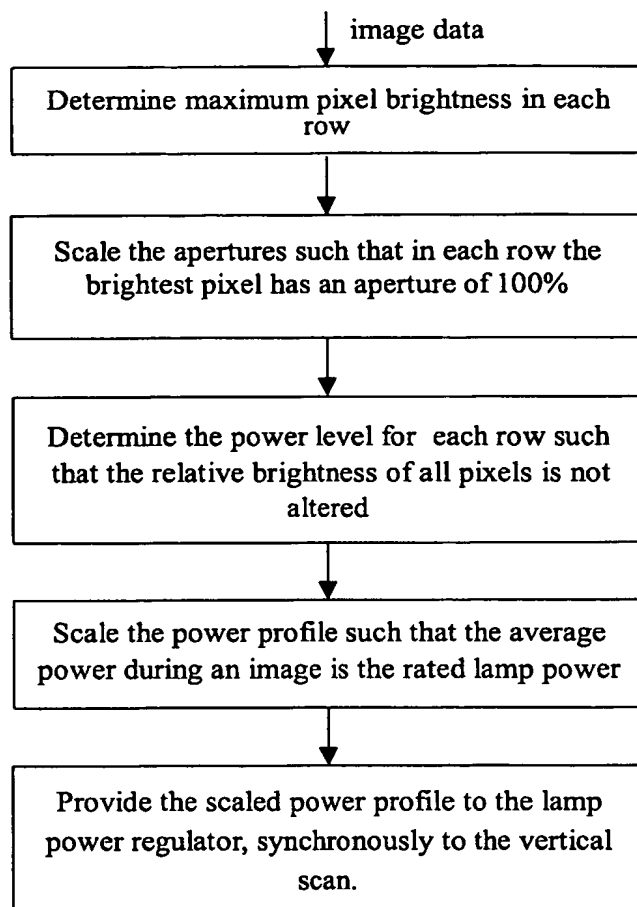 image data
Determine maximum pixel brightness in each
row
Scale the apertures such that in each row the
brightest pixel has an aperture of 100%
Determine the power level for each row such
that the relative brightness of all pixels is not
altered
Scale the power profile such that the average
power during an image is the rated lamp power
Provide the scaled power profile to the lamp
power regulator, synchronously to the vertical
scan.